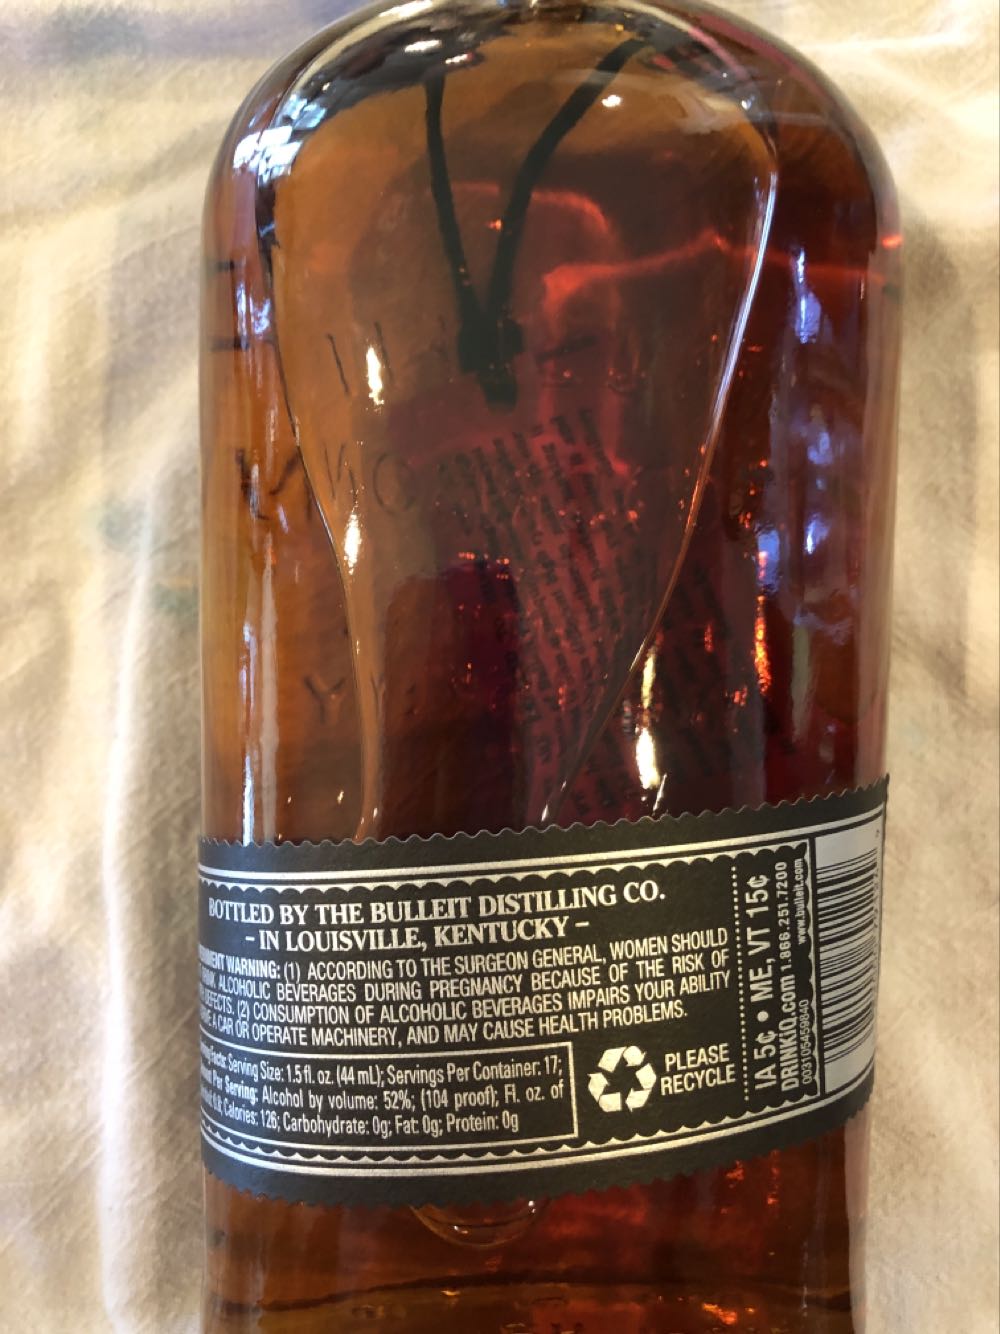 BOTTLED BY THE BULLEIT DISTILLING CO.
– IN LOUISVILLE, KENTUCKY –
WARNING: (1) ACCORDING TO THE SURGEON GENERAL, WOMEN SHOULD
ALCOHOLIC BEVERAGES DURING PREGNANCY BECAUSE OF THE RISK OF
DEFECTS. (2) CONSUMPTION OF ALCOHOLIC BEVERAGES IMPAIRS YOUR ABILITY
A CAR OR OPERATE MACHINERY, AND MAY CAUSE HEALTH PROBLEMS.
Facts: Serving Size: 1.5 fl. oz. (44 mL); Servings Per Container: 17;
Per Serving: Alcohol by volume: 52%; (104 proof); Fl. oz. of
0.8; Calories: 126; Carbohydrate: 0g; Fat: 0g; Protein: 0g
PLEASE
RECYCLE
IA 5¢ • ME, VT 15¢
DRINKiQ.com 1.866.251.7200
www.bulleit.com
003105459840